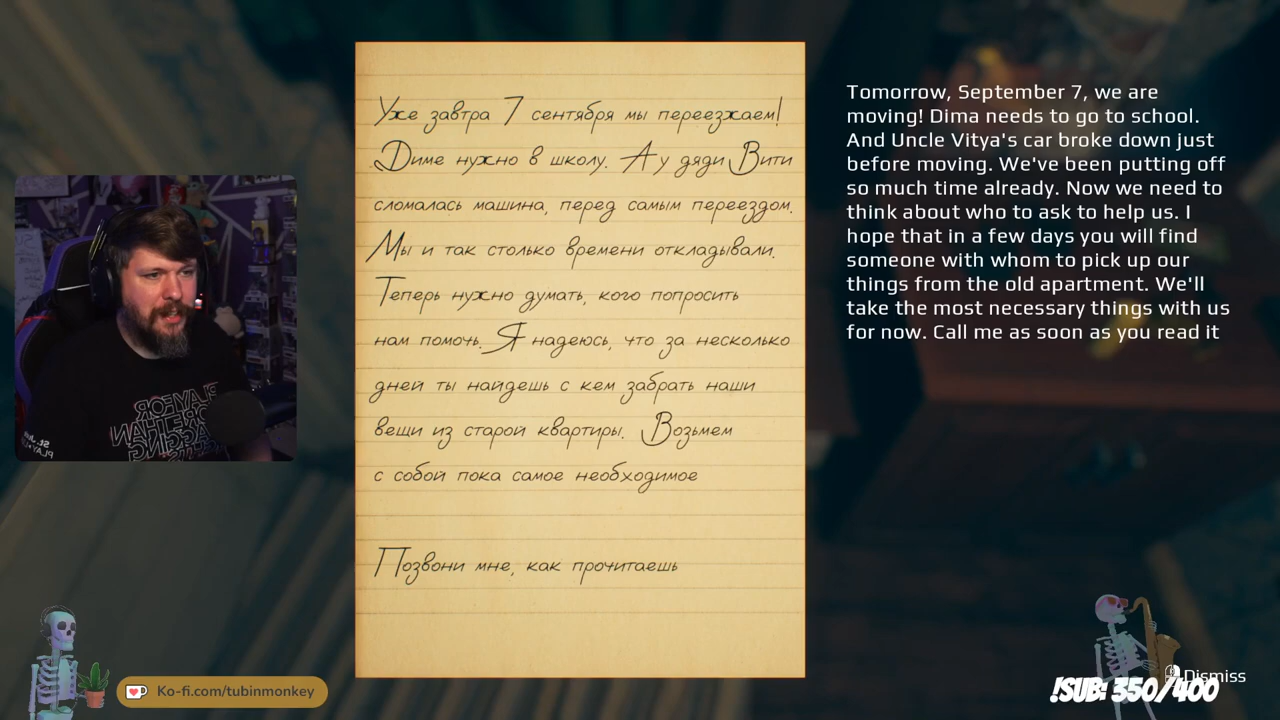 Уже завтра 7 сентября мы переезжаем!
Диме нужно в школу. А у дяди Вити
сломалась машина, перед самым переездом.
Мы и так столько времени откладывали.
Теперь нужно думать, кого попросить
нам помочь. Я надеюсь, что за несколько
дней ты найдешь с кем забрать наши
вещи из старой квартиры. Возьмем
с собой пока самое необходимое
Позвони мне, как прочитаешь
Tomorrow, September 7, we are
moving! Dima needs to go to school.
And Uncle Vitya's car broke down just
before moving. We've been putting off
so much time already. Now we need to
think about who to ask to help us. I
hope that in a few days you will find
someone with whom to pick up our
things from the old apartment. We'll
take the most necessary things with us
for now. Call me as soon as you read it
Ko-fi.com/tubinmonkey
Dismiss
!SUB: 350/400